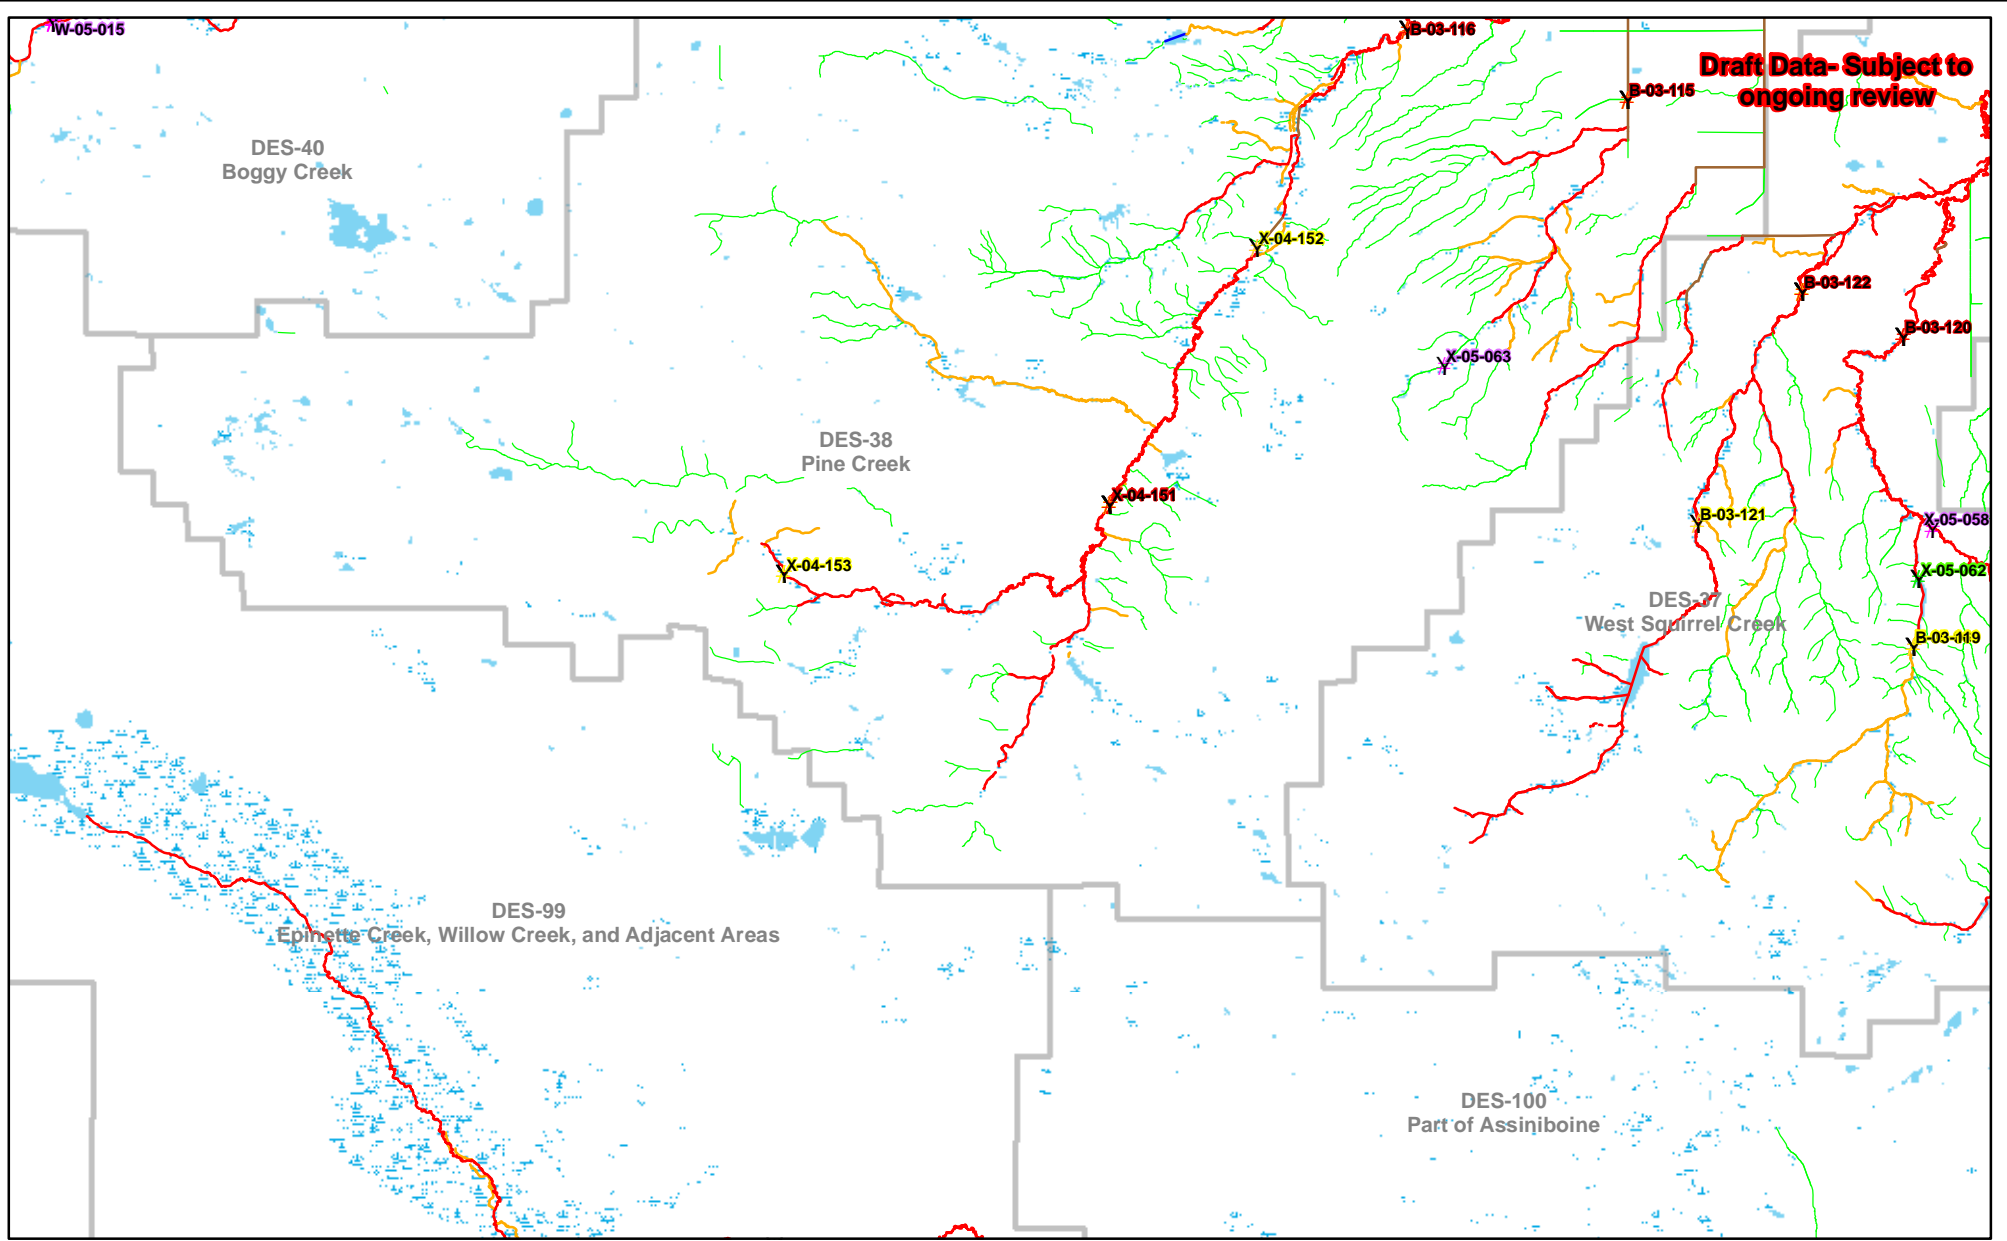 W-05-015
B-03-116
Draft Data- Subject to
ongoing review
B-03-115
DES-40
Boggy Creek
X-04-152
B-03-122
B-03-120
X-05-063
DES-38
Pine Creek
X-04-151
B-03-121
X-05-058
X-04-153
X-05-062
DES-37
West Squirrel Creek
B-03-119
DES-99
Epinette Creek, Willow Creek, and Adjacent Areas
DES-100
Part of Assiniboine